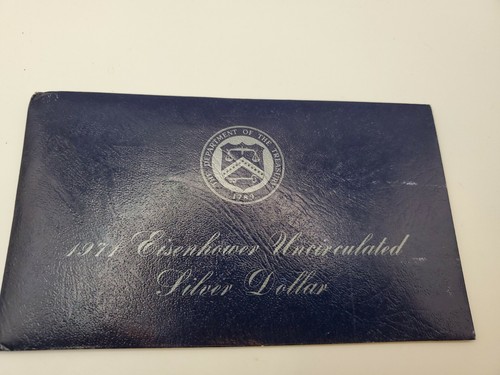 THE DEPARTMENT OF THE TREASURY
1789
1971 Eisenhower Uncirculated
Silver Dollar